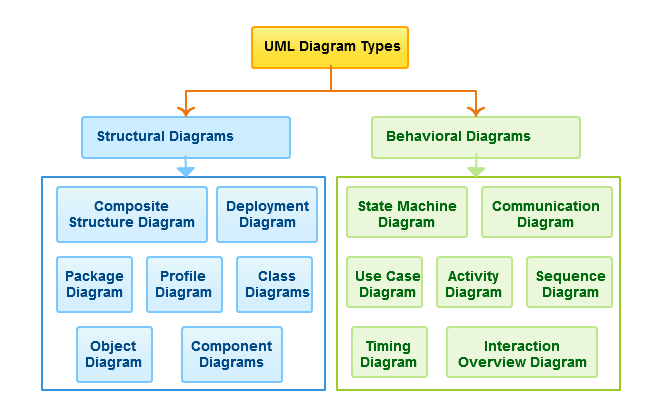 UML Diagram Types
Structural Diagrams
Behavioral Diagrams
Composite
Structure Diagram
Deployment
Diagram
Package
Diagram
Profile
Diagram
Class
Diagrams
Object
Diagram
Component
Diagrams
State Machine
Diagram
Communication
Diagram
Use Case
Diagram
Activity
Diagram
Sequence
Diagram
Timing
Diagram
Interaction
Overview Diagram